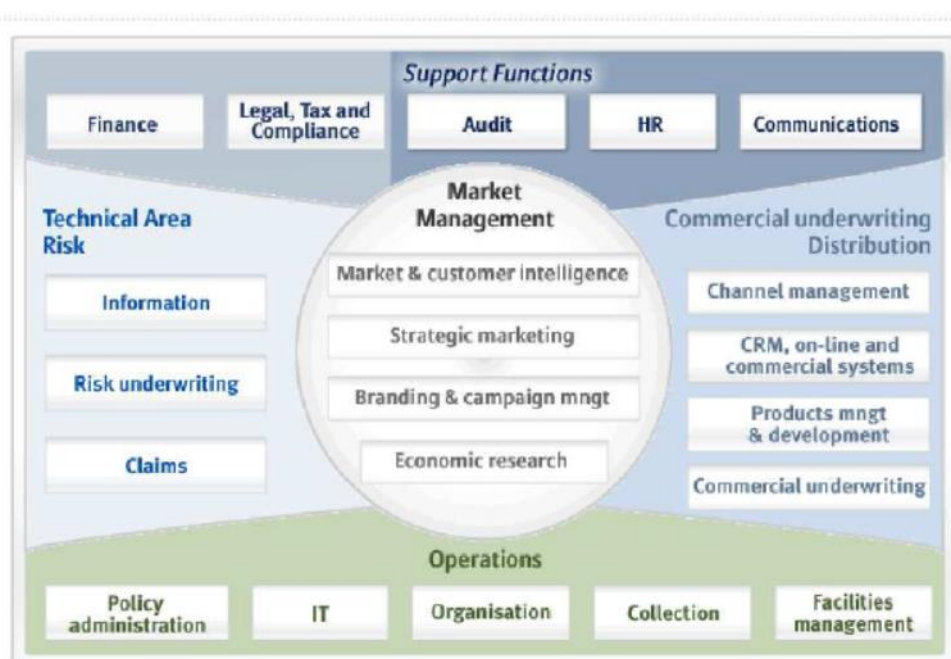 Support Functions
Finance
Legal, Tax and
Compliance
Audit
HR
Communications
Technical Area
Risk
Information
Risk underwriting
Claims
Market
Management
Market & customer intelligence
Strategic marketing
Branding & campaign mngt
Economic research
Commercial underwriting
Distribution
Channel management
CRM, on-line and
commercial systems
Products mngt
& development
Commercial underwriting
Operations
Policy
administration
IT
Organisation
Collection
Facilities
management